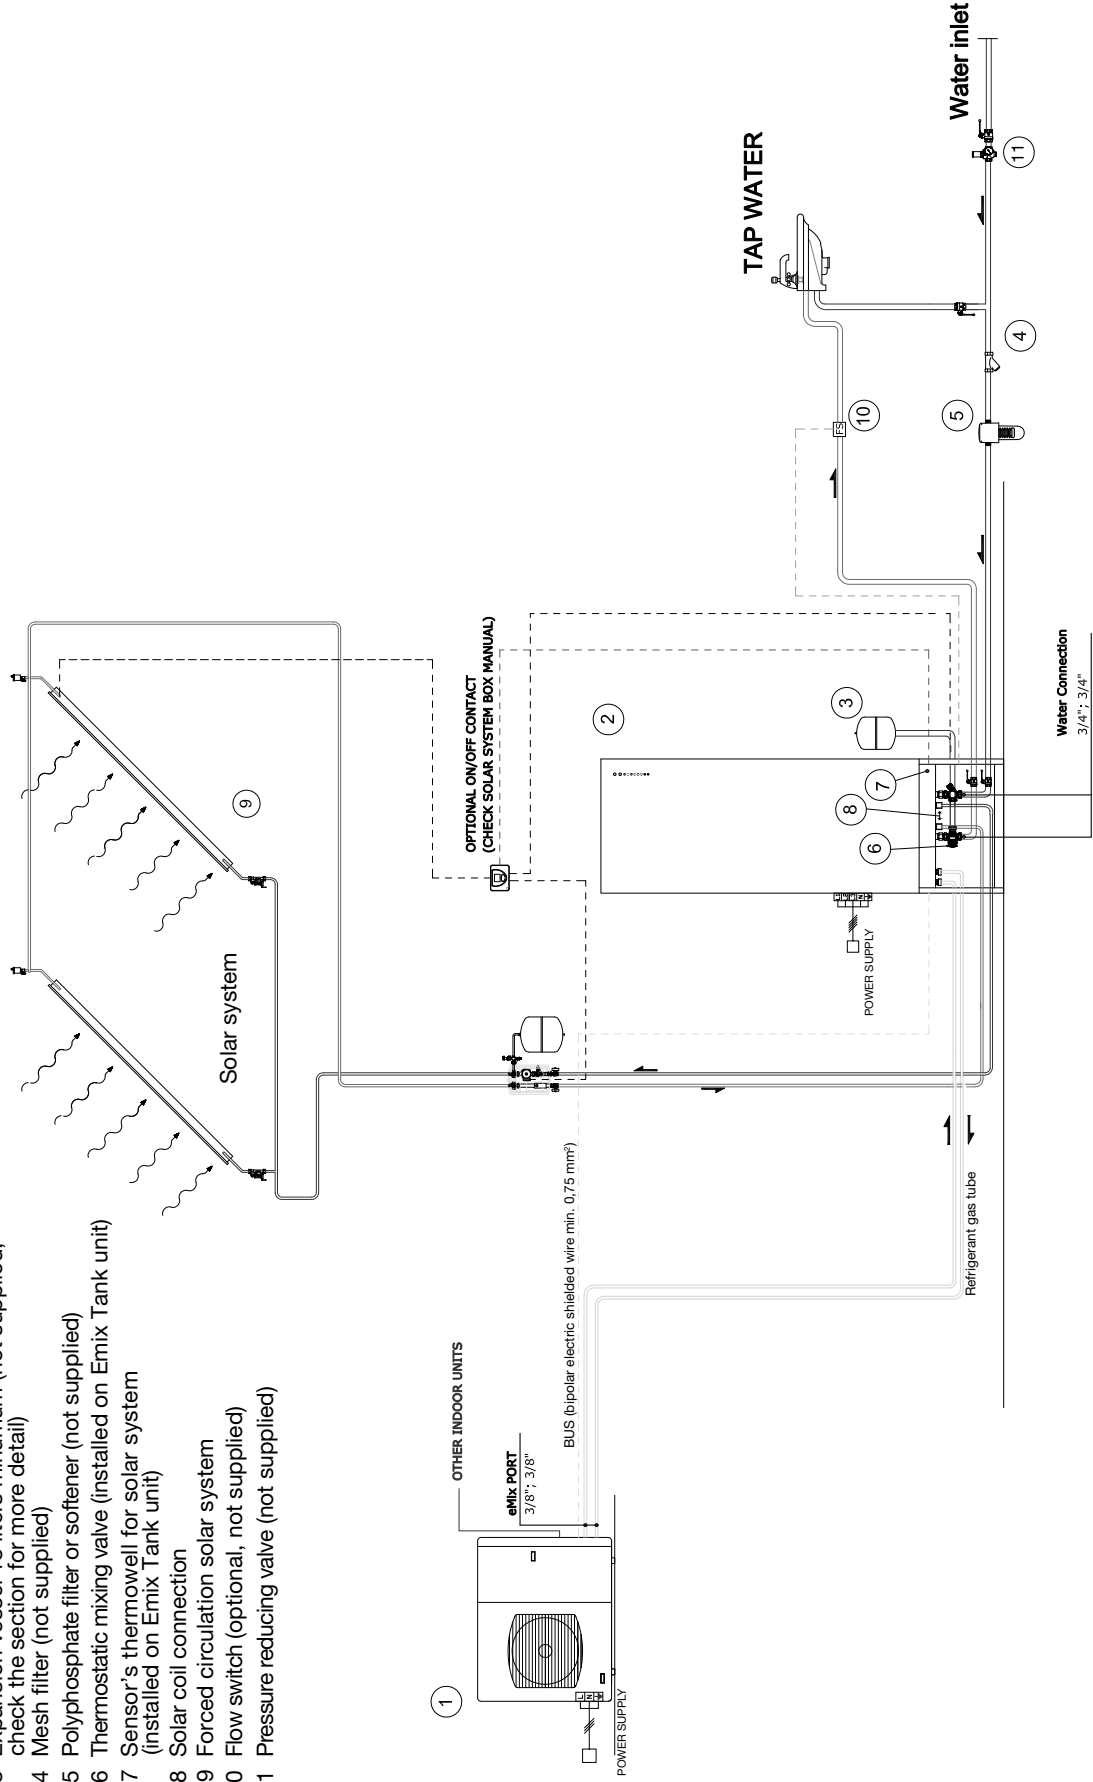 check the section for more detail)
4 Mesh filter (not supplied)
5 Polyphosphate filter or softener (not supplied)
6 Thermostatic mixing valve (installed on Emix Tank unit)
7 Sensor's thermowell for solar system
(installed on Emix Tank unit)
8 Solar coil connection
9 Forced circulation solar system
0 Flow switch (optional, not supplied)
1 Pressure reducing valve (not supplied)
Solar system
9
OPTIONAL ON/OFF CONTACT
(CHECK SOLAR SYSTEM BOX MANUAL)
TAP WATER
Water inlet
11
4
5
10
FS
2
3
7
8
6
Water Connection
3/4"; 3/4"
POWER SUPPLY
N
BUS (bipolar electric shielded wire min. 0,75 mm²)
Refrigerant gas tube
OTHER INDOOR UNITS
eMix PORT
3/8"; 3/8"
1
L
N
POWER SUPPLY